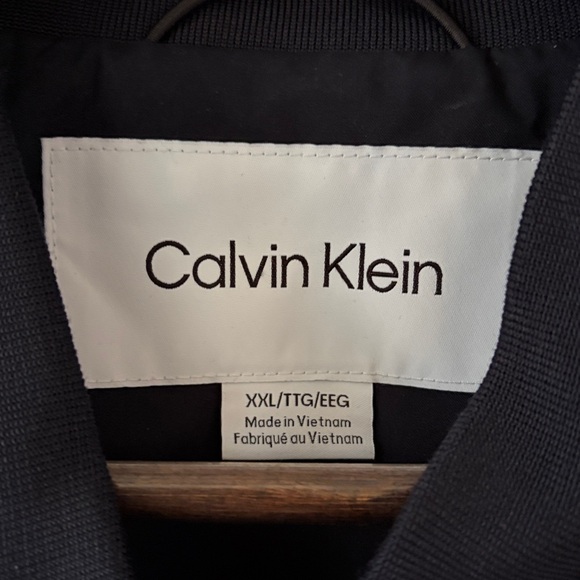 Calvin Klein
XXL/TTG/EEG
Made in Vietnam
Fabriqué au Vietnam